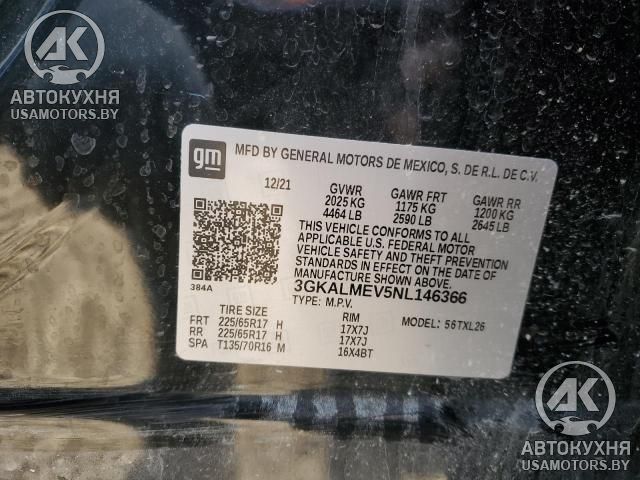 AK
АВТОКУХНЯ
USAMOTORS.BY
gm
MFD BY GENERAL MOTORS DE MEXICO, S. DE R.L. DE C.V.
12/21
GVWR
2025 KG
4464 LB
GAWR FRT
1175 KG
2590 LB
GAWR RR
1200 KG
2645 LB
THIS VEHICLE CONFORMS TO ALL
APPLICABLE U.S. FEDERAL MOTOR
VEHICLE SAFETY AND THEFT PREVENTION
STANDARDS IN EFFECT ON THE DATE OF
MANUFACTURE SHOWN ABOVE.
3GKALMEV5NL146366
TYPE: M.P.V.
384A
TIRE SIZE
RIM
MODEL: 56TXL26
FRT 225/65R17 H 17X7J
RR 225/65R17 H 17X7J
SPA T135/70R16 M 16X4BT
AK
АВТОКУХНЯ
USAMOTORS.BY